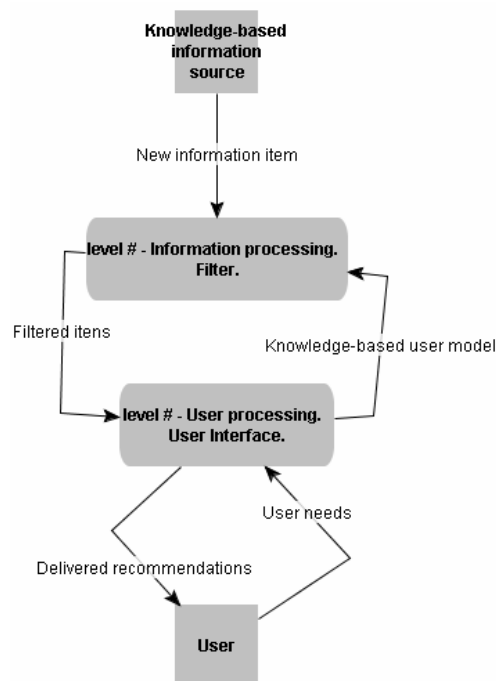 Knowledge-based
information
source
New information item
level # - Information processing.
Filter.
Filtered itens
Knowledge-based user model
level # - User processing.
User Interface.
User needs
Delivered recommendations
User